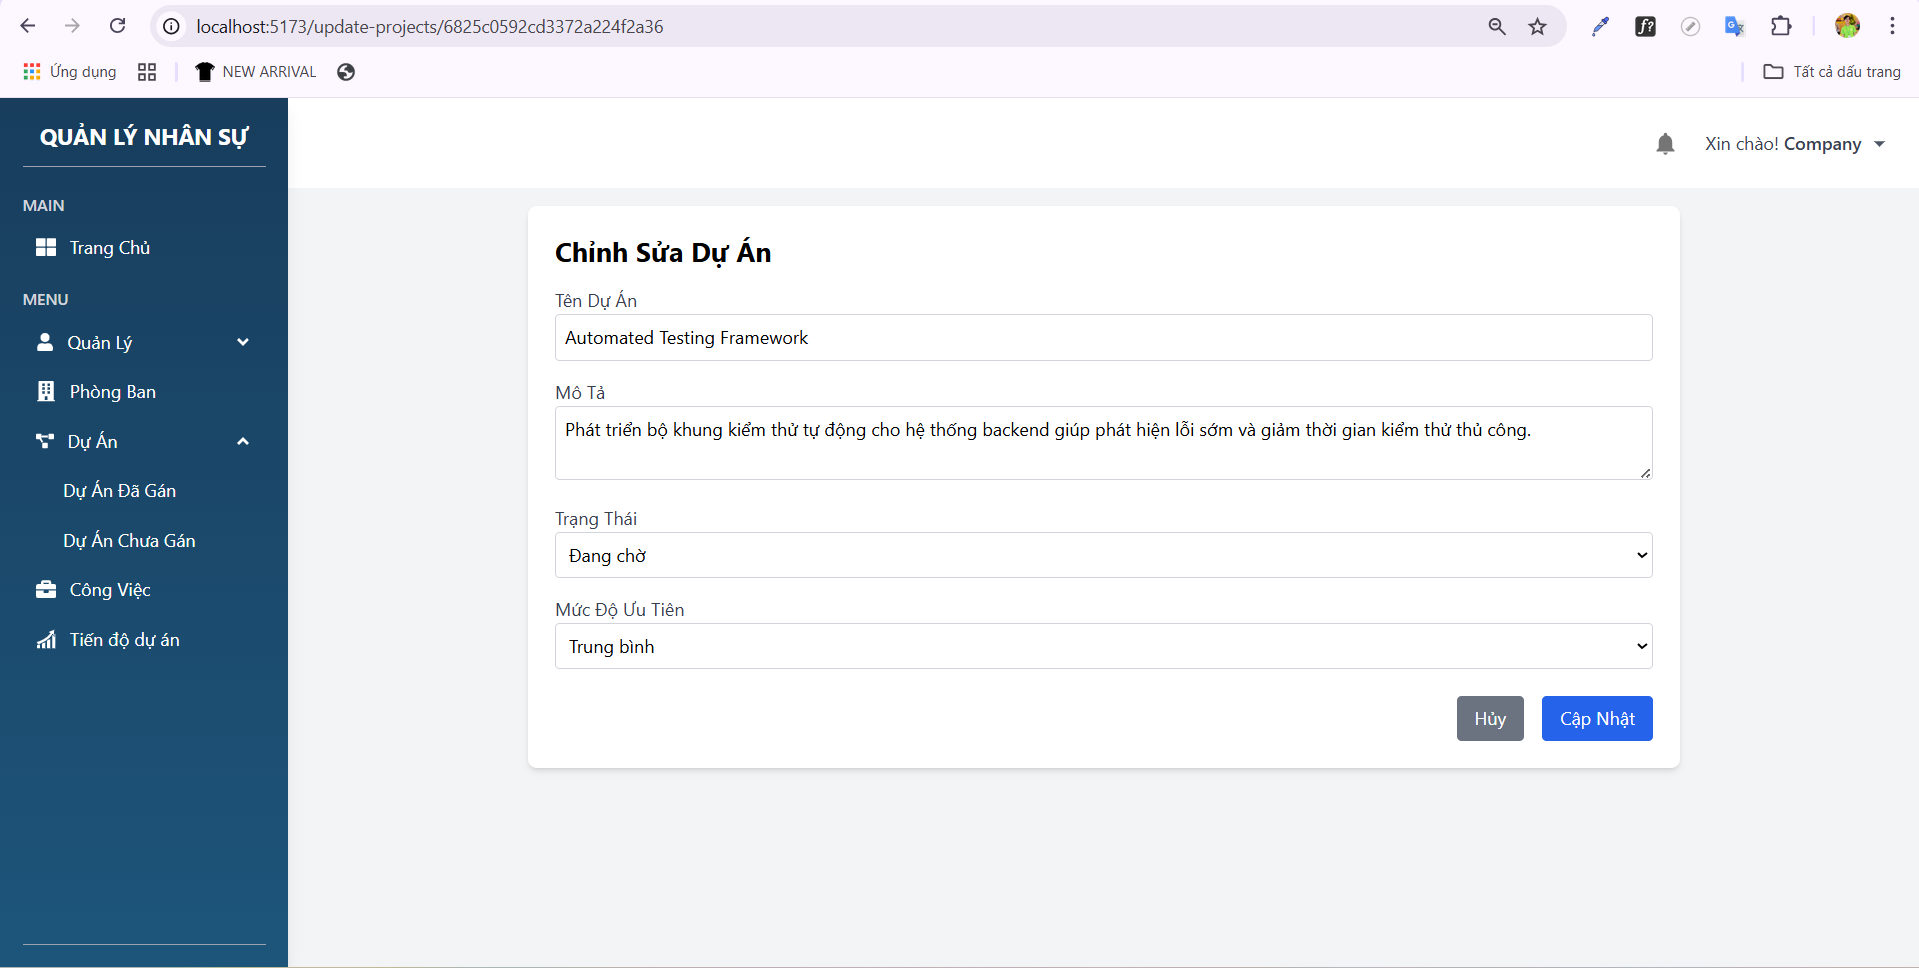 localhost:5173/update-projects/6825c0592cd3372a224f2a36
Ứng dụng
NEW ARRIVAL
Tất cả dấu trang
QUẢN LÝ NHÂN SỰ
Xin chào! Company
MAIN
Trang Chủ
MENU
Quản Lý
Phòng Ban
Dự Án
Dự Án Đã Gán
Dự Án Chưa Gán
Công Việc
Tiến độ dự án
Chỉnh Sửa Dự Án
Tên Dự Án
Automated Testing Framework
Mô Tả
Phát triển bộ khung kiểm thử tự động cho hệ thống backend giúp phát hiện lỗi sớm và giảm thời gian kiểm thử thủ công.
Trạng Thái
Đang chờ
Mức Độ Ưu Tiên
Trung bình
Hủy
Cập Nhật